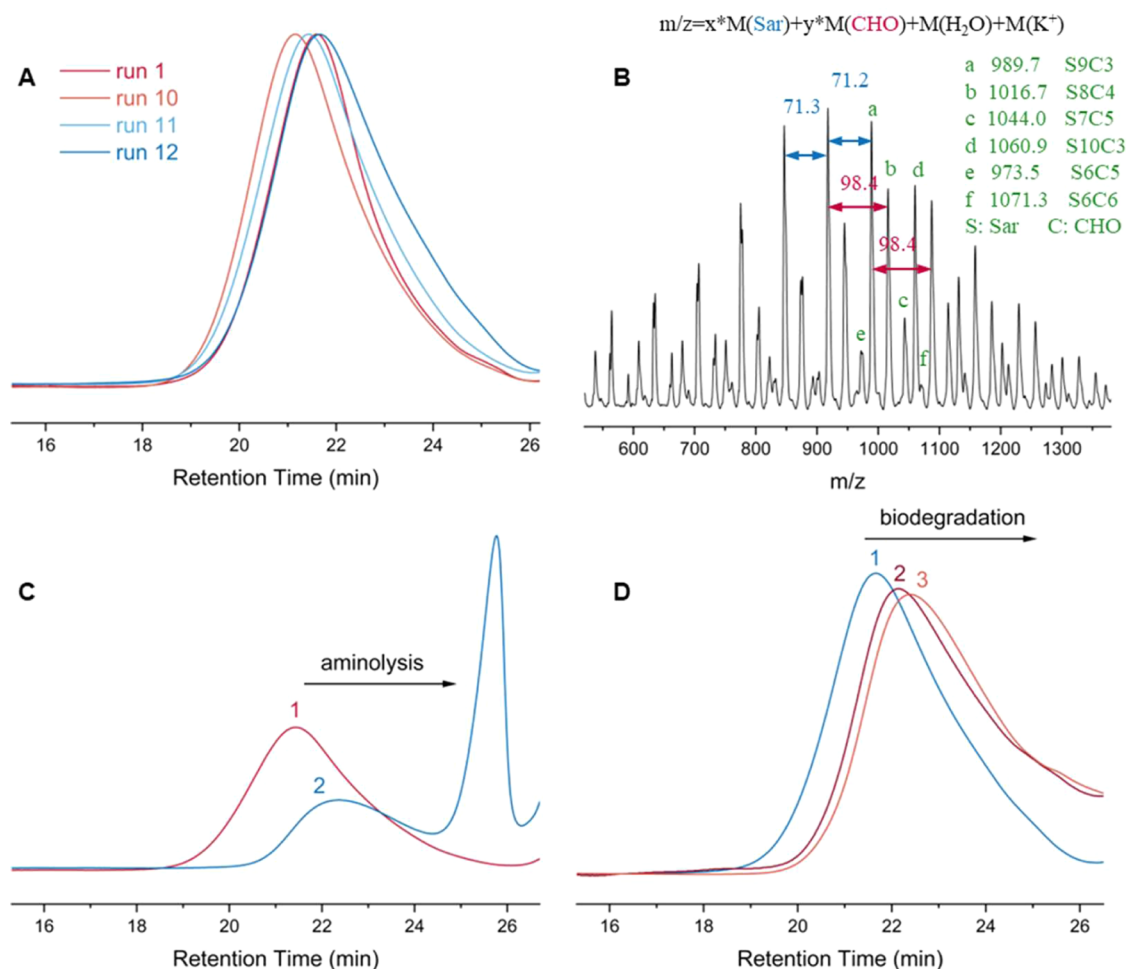 A
run 1
run 10
run 11
run 12
16 18 20 22 24 26
Retention Time (min)
m/z=x*M(Sar)+y*M(CHO)+M(H₂O)+M(K⁺)
B
a 989.7 S9C3
b 1016.7 S8C4
c 1044.0 S7C5
d 1060.9 S10C3
e 973.5 S6C5
f 1071.3 S6C6
S: Sar C: CHO
71.2
71.3
a
98.4
b
d
98.4
c
e
f
600 700 800 900 1000 1100 1200 1300
m/z
C
aminolysis
1
2
16 18 20 22 24 26
Retention Time (min)
biodegradation
D
1
2
3
16 18 20 22 24 26
Retention Time (min)